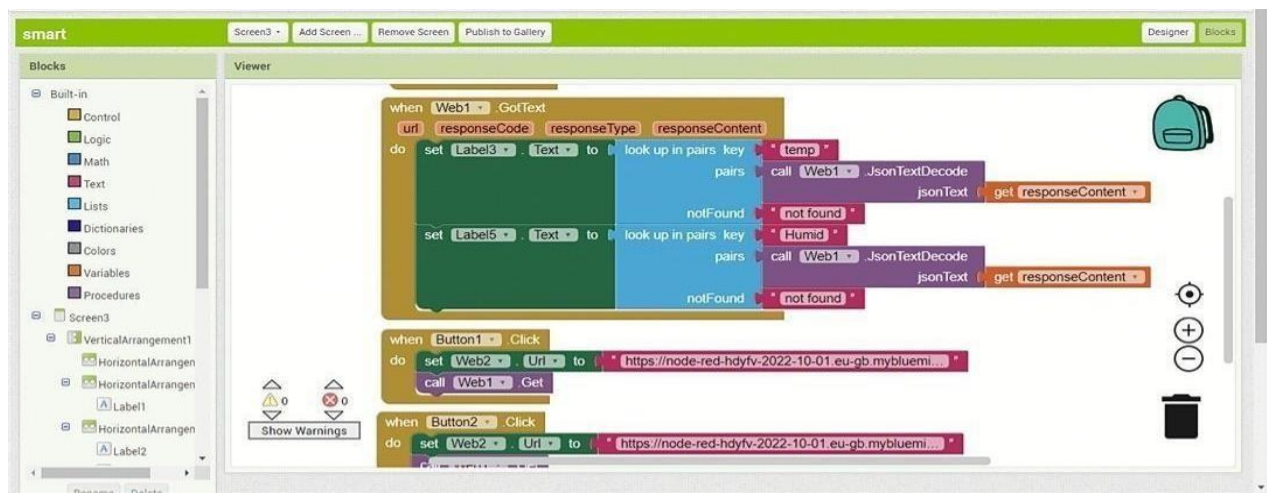 smart
Screen3 Add Screen ... Remove Screen Publish to Gallery
Designer Blocks
Blocks
Viewer
Built-in
Control
Logic
Math
Text
Lists
Dictionaries
Colors
Variables
Procedures
Screen3
VerticalArrangement1
HorizontalArrangen
HorizontalArrangen
Label1
HorizontalArrangen
Label2
Rename Delete
when Web1 .GotText
url responseCode responseType responseContent
do set Label3 . Text to look up in pairs key " temp "
pairs call Web1 .JsonTextDecode
jsonText get responseContent
notFound " not found "
set Label5 . Text to look up in pairs key " Humid "
pairs call Web1 .JsonTextDecode
jsonText get responseContent
notFound " not found "
when Button1 .Click
do set Web2 . Url to " https://node-red-hdyfv-2022-10-01.eu-gb.mybluemi... "
call Web1 .Get
when Button2 .Click
do set Web2 . Url to " https://node-red-hdyfv-2022-10-01.eu-gb.mybluemi... "
0 0
Show Warnings